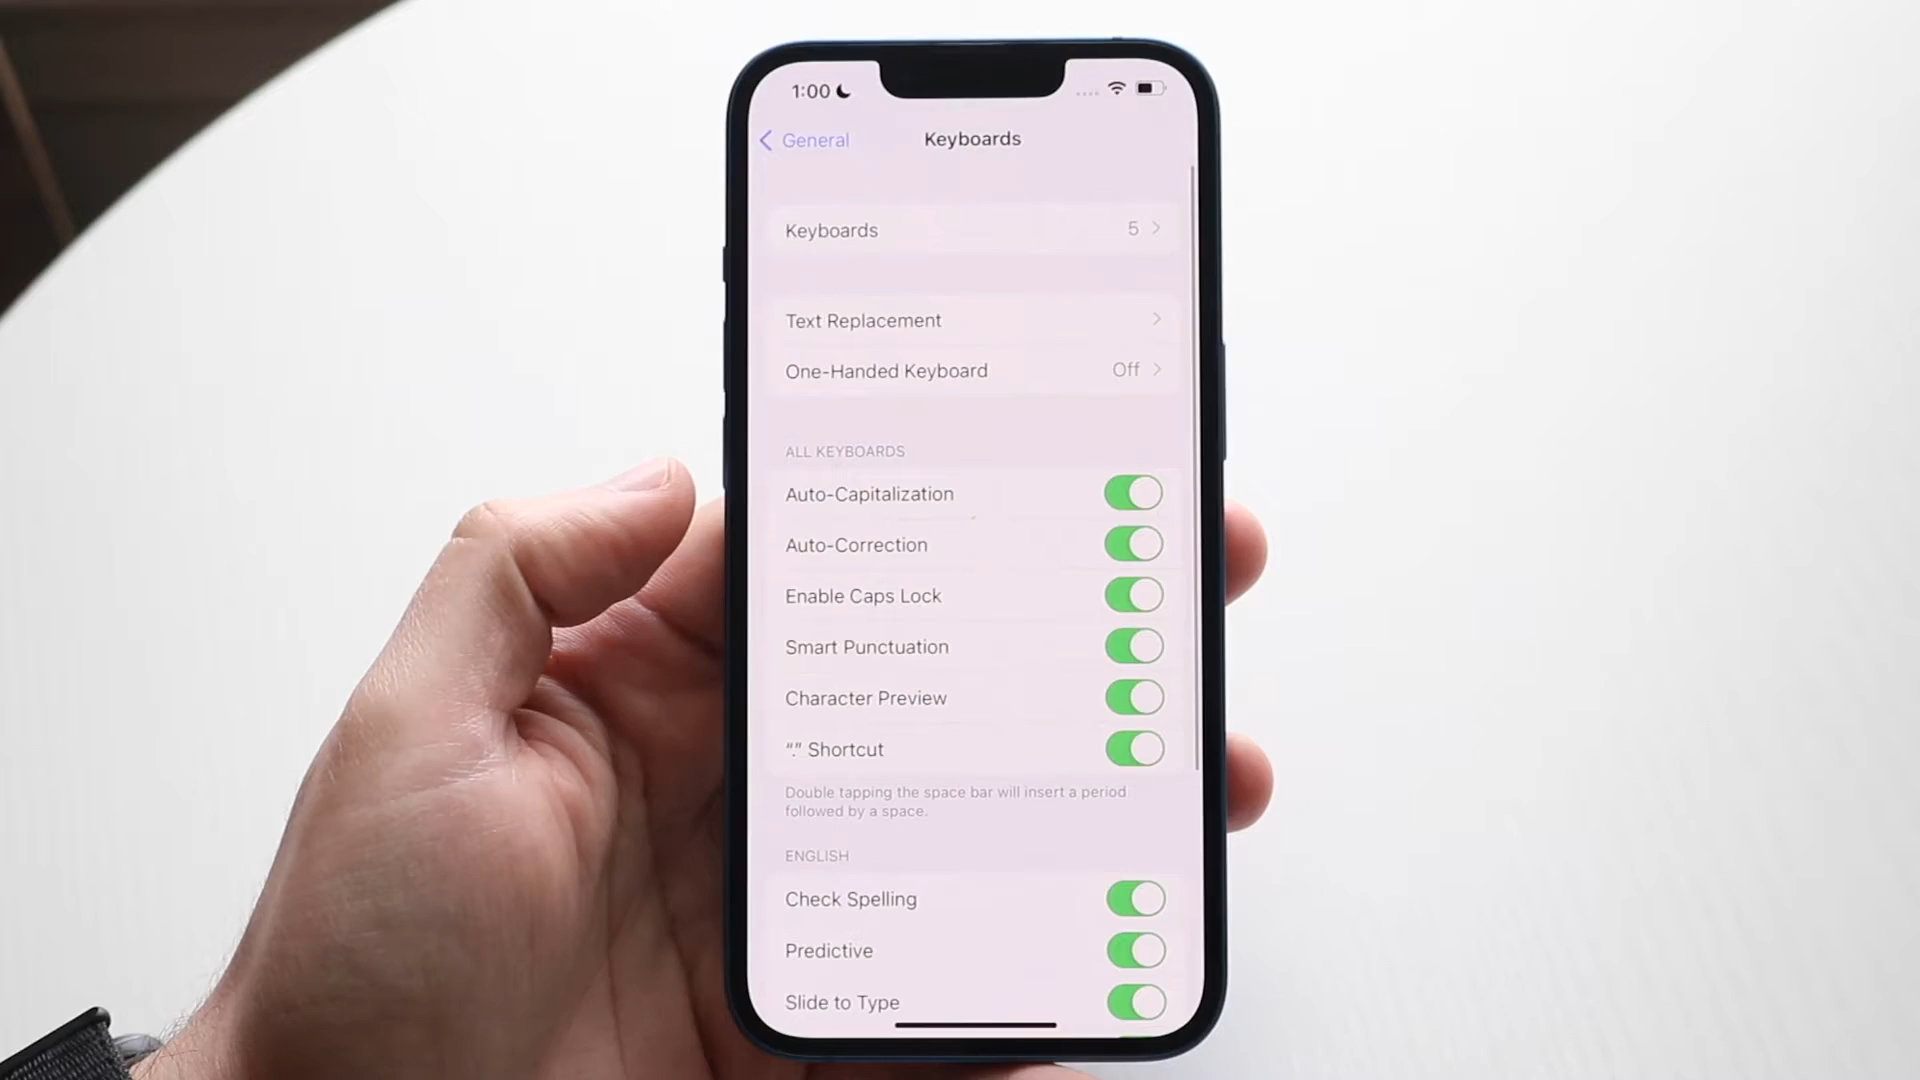 1:00
General
Keyboards
Keyboards 5
Text Replacement
One-Handed Keyboard Off
ALL KEYBOARDS
Auto-Capitalization
Auto-Correction
Enable Caps Lock
Smart Punctuation
Character Preview
“.” Shortcut
Double tapping the space bar will insert a period
followed by a space.
ENGLISH
Check Spelling
Predictive
Slide to Type